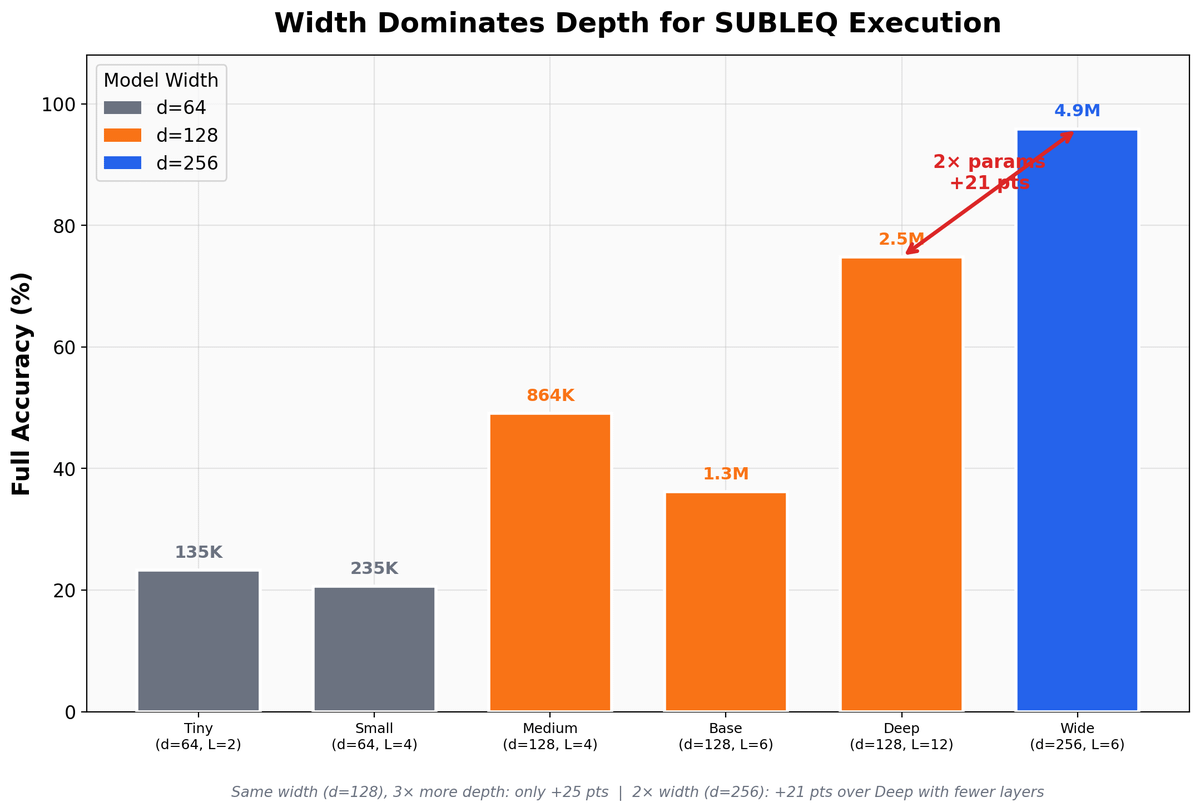 Width Dominates Depth for SUBLEQ Execution
Model Width
d=64
d=128
d=256
Full Accuracy (%)
100
80
60
40
20
0
135K
235K
864K
1.3M
2.5M
4.9M
2× params
+21 pts
Tiny
(d=64, L=2)
Small
(d=64, L=4)
Medium
(d=128, L=4)
Base
(d=128, L=6)
Deep
(d=128, L=12)
Wide
(d=256, L=6)
Same width (d=128), 3× more depth: only +25 pts | 2× width (d=256): +21 pts over Deep with fewer layers